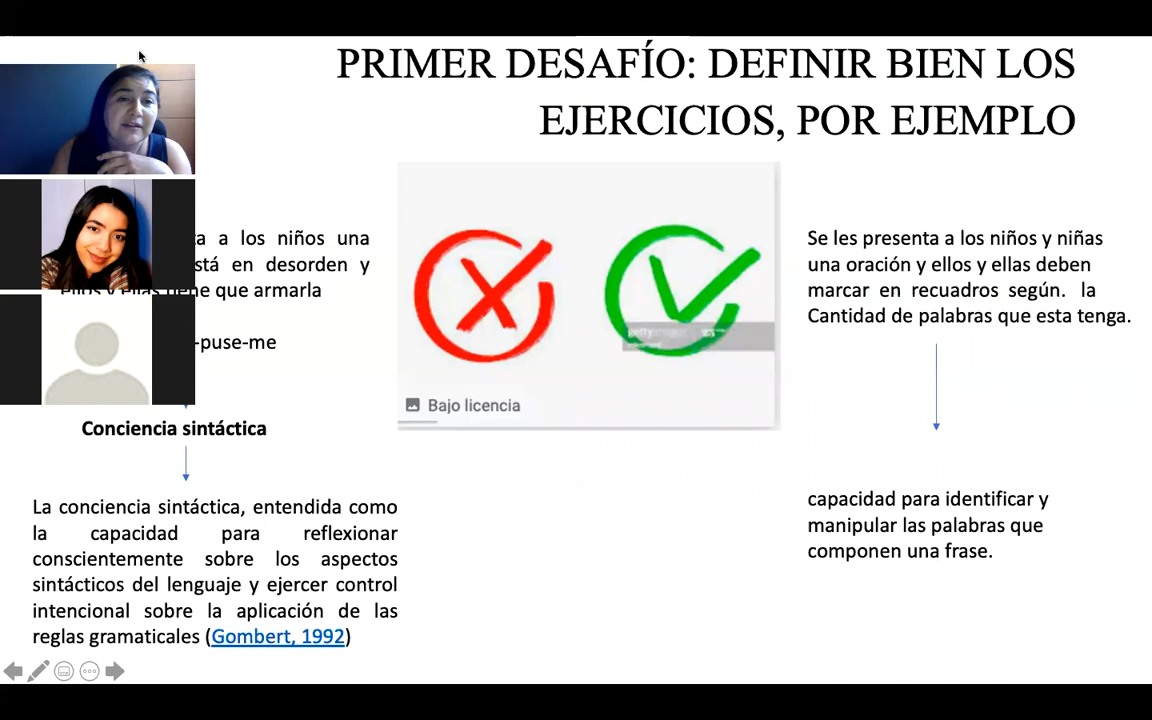 PRIMER DESAFÍO: DEFINIR BIEN LOS
EJERCICIOS, POR EJEMPLO
a los niños una
en desorden y
que armarla
-puse-me
Conciencia sintáctica
La conciencia sintáctica, entendida como
la capacidad para reflexionar
conscientemente sobre los aspectos
sintácticos del lenguaje y ejercer control
intencional sobre la aplicación de las
reglas gramaticales (Gombert, 1992)
Bajo licencia
Se les presenta a los niños y niñas
una oración y ellos y ellas deben
marcar en recuadros según. la
Cantidad de palabras que esta tenga.
capacidad para identificar y
manipular las palabras que
componen una frase.